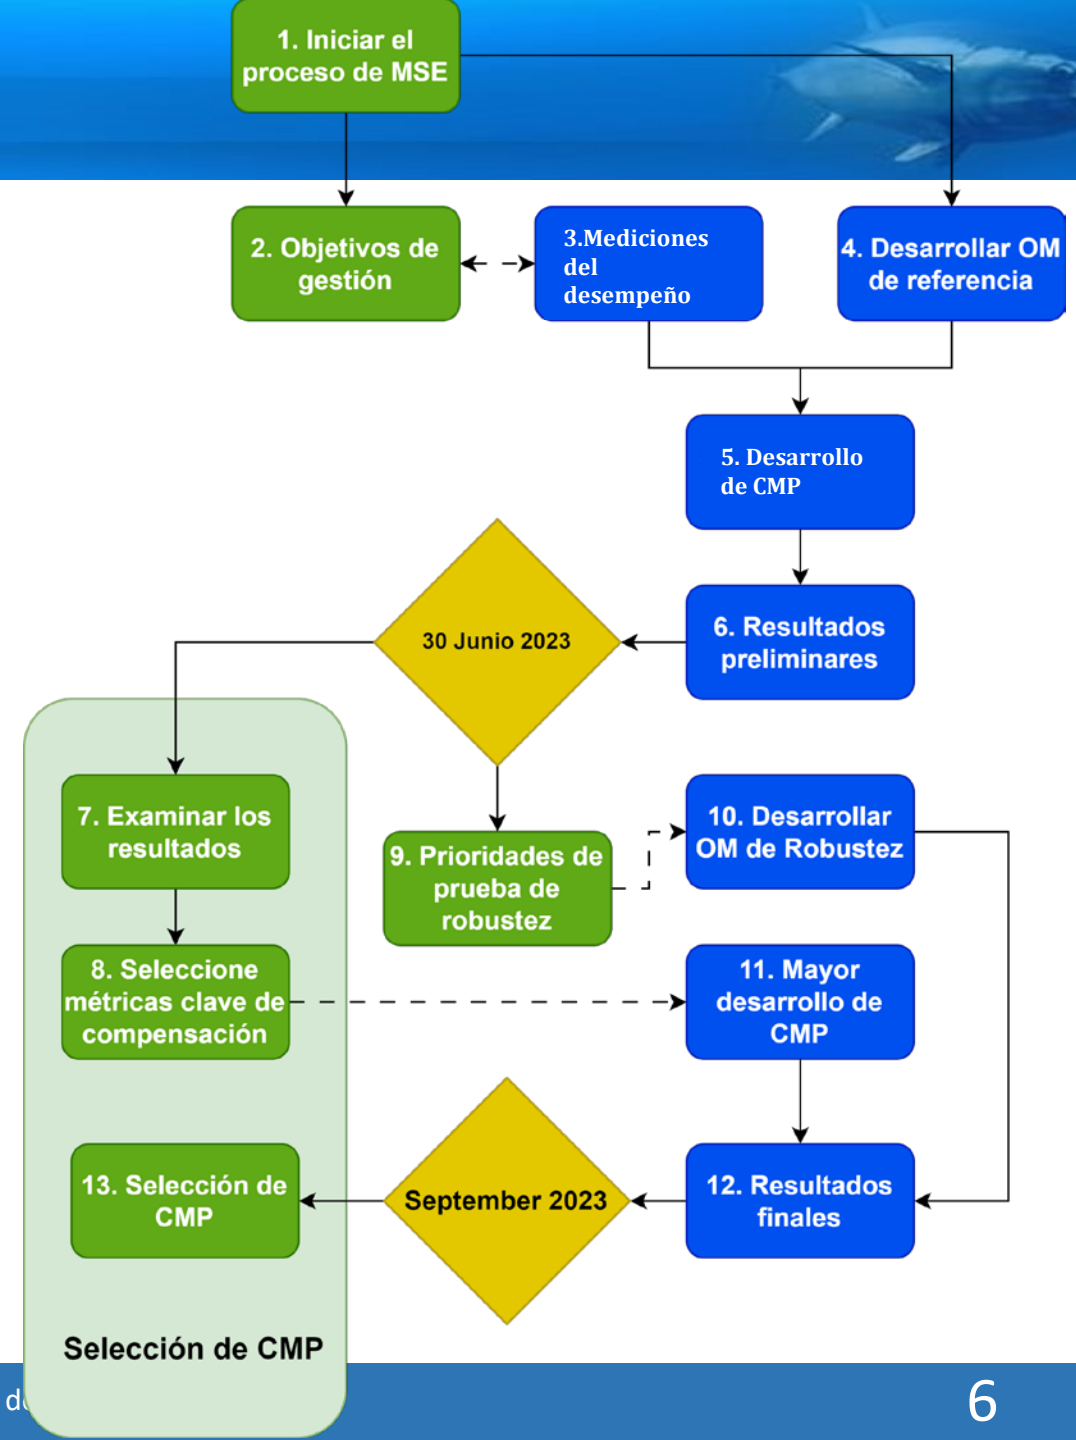 1. Iniciar el
proceso de MSE
2. Objetivos de
gestión
3.Mediciones
del
desempeño
4. Desarrollar OM
de referencia
5. Desarrollo
de CMP
30 Junio 2023
6. Resultados
preliminares
7. Examinar los
resultados
9. Prioridades de
prueba de
robustez
10. Desarrollar
OM de Robustez
8. Seleccione
métricas clave de
compensación
11. Mayor
desarrollo de
CMP
13. Selección de
CMP
September 2023
12. Resultados
finales
Selección de CMP
6